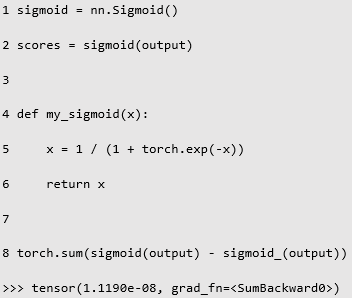 1 sigmoid = nn.Sigmoid()
2 scores = sigmoid(output)
3
4 def my_sigmoid(x):
5     x = 1 / (1 + torch.exp(-x))
6     return x
7
8 torch.sum(sigmoid(output) - sigmoid_(output))
>>> tensor(1.1190e-08, grad_fn=<SumBackward0>)